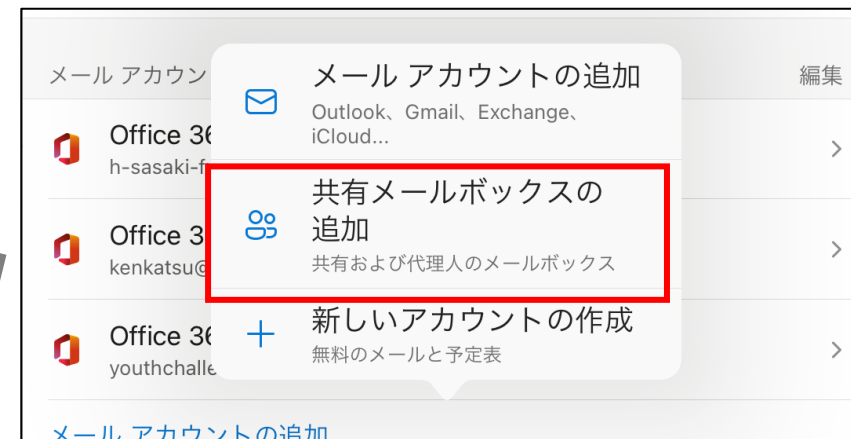 メール アカウン
編集
メール アカウントの追加
Outlook、Gmail、Exchange、
iCloud...
Office 36
h-sasaki-f
共有メールボックスの
追加
共有および代理人のメールボックス
Office 3
kenkatsu@
新しいアカウントの作成
無料のメールと予定表
Office 36
youthchalle
メール アカウントの追加